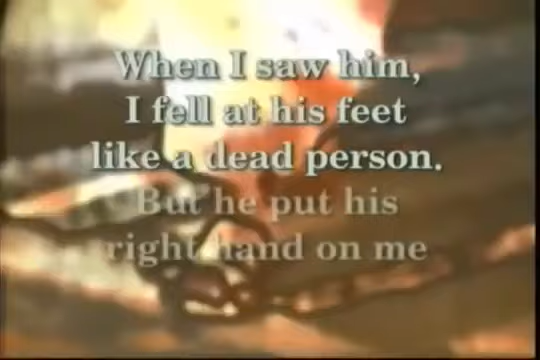 When I saw him,
I fell at his feet
like a dead person.
But he put his
right hand on me